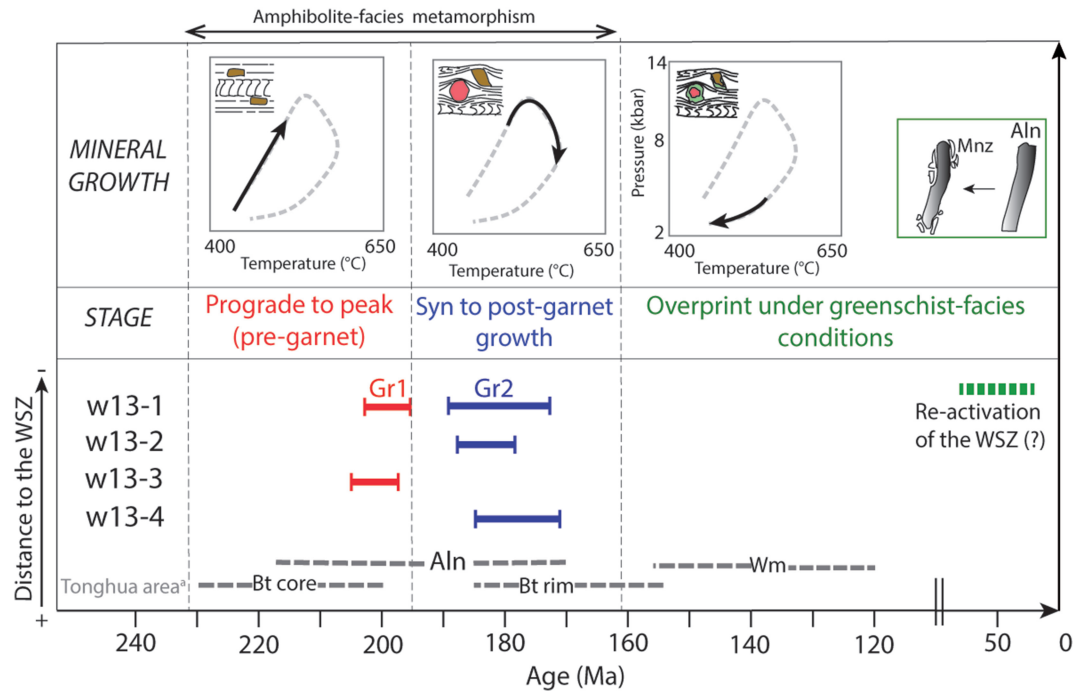 Amphibolite-facies metamorphism
MINERAL
GROWTH
400
650
Temperature (°C)
400
650
Temperature (°C)
14
8
2
Pressure (kbar)
400
650
Temperature (°C)
Mnz
Aln
STAGE
Prograde to peak
(pre-garnet)
Syn to post-garnet
growth
Overprint under greenschist-facies
conditions
Distance to the WSZ
-
+
w13-1
Gr1
Gr2
Re-activation
of the WSZ (?)
w13-2
w13-3
w13-4
Aln
Wm
Tonghua areaª
Bt core
Bt rim
240
220
200
180
160
140
120
50
0
Age (Ma)